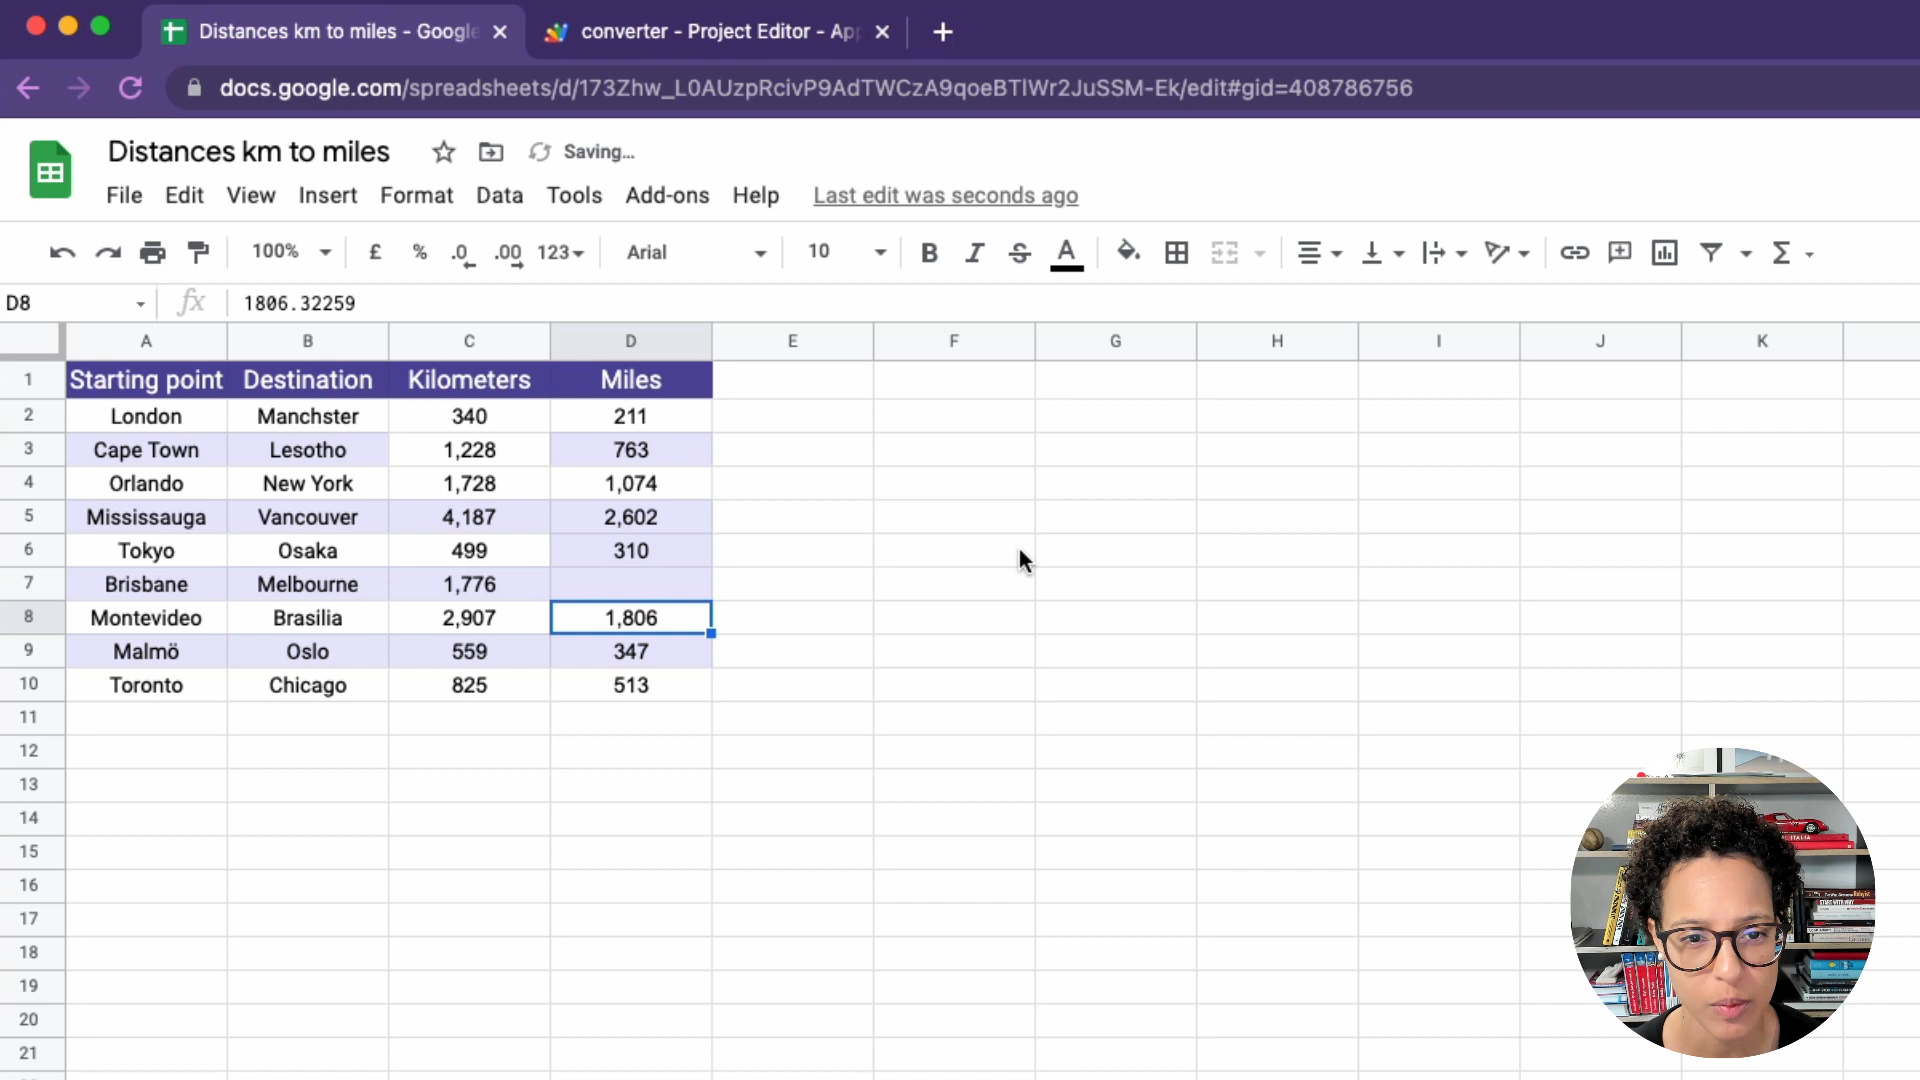 Distances km to miles - Google
converter - Project Editor - App
docs.google.com/spreadsheets/d/173Zhw_L0AUzpRcivP9AdTWCzA9qoeBTlWr2JuSSM-Ek/edit#gid=408786756
Distances km to miles Saving...
File Edit View Insert Format Data Tools Add-ons Help Last edit was seconds ago
100% £ % .0 .00 123 Arial 10 B I S A Σ
D8 fx 1806.32259
A B C D E F G H I J K
1 Starting point Destination Kilometers Miles
2 London Manchster 340 211
3 Cape Town Lesotho 1,228 763
4 Orlando New York 1,728 1,074
5 Mississauga Vancouver 4,187 2,602
6 Tokyo Osaka 499 310
7 Brisbane Melbourne 1,776
8 Montevideo Brasilia 2,907 1,806
9 Malmö Oslo 559 347
10 Toronto Chicago 825 513
11
12
13
14
15
16
17
18
19
20
21